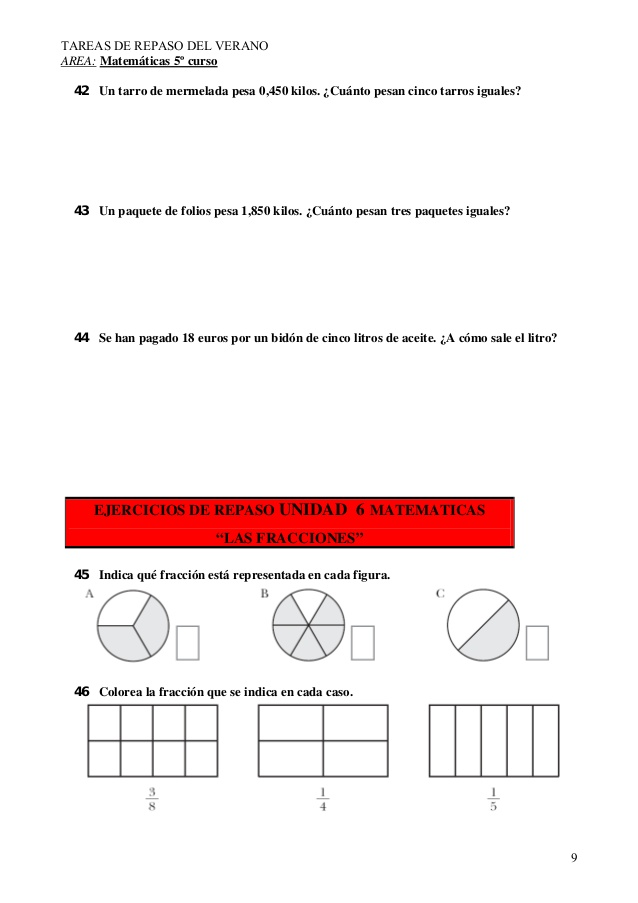 TAREAS DE REPASO DEL VERANO
AREA: Matemáticas 5º curso
42 Un tarro de mermelada pesa 0,450 kilos. ¿Cuánto pesan cinco tarros iguales?
43 Un paquete de folios pesa 1,850 kilos. ¿Cuánto pesan tres paquetes iguales?
44 Se han pagado 18 euros por un bidón de cinco litros de aceite. ¿A cómo sale el litro?
EJERCICIOS DE REPASO UNIDAD 6 MATEMATICAS
“LAS FRACCIONES”
45 Indica qué fracción está representada en cada figura.
A B C
46 Colorea la fracción que se indica en cada caso.
3/8 1/4 1/5
9